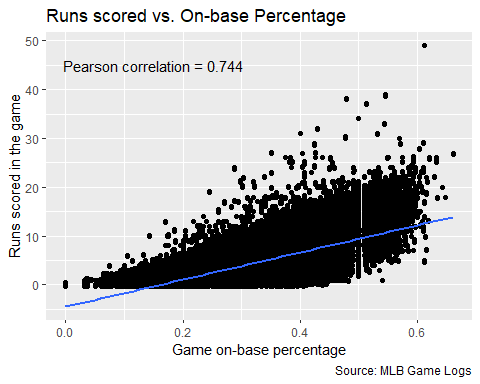 Runs scored vs. On-base Percentage
Pearson correlation = 0.744
Runs scored in the game
50
40
30
20
10
0
0.0
0.2
0.4
0.6
Game on-base percentage
Source: MLB Game Logs